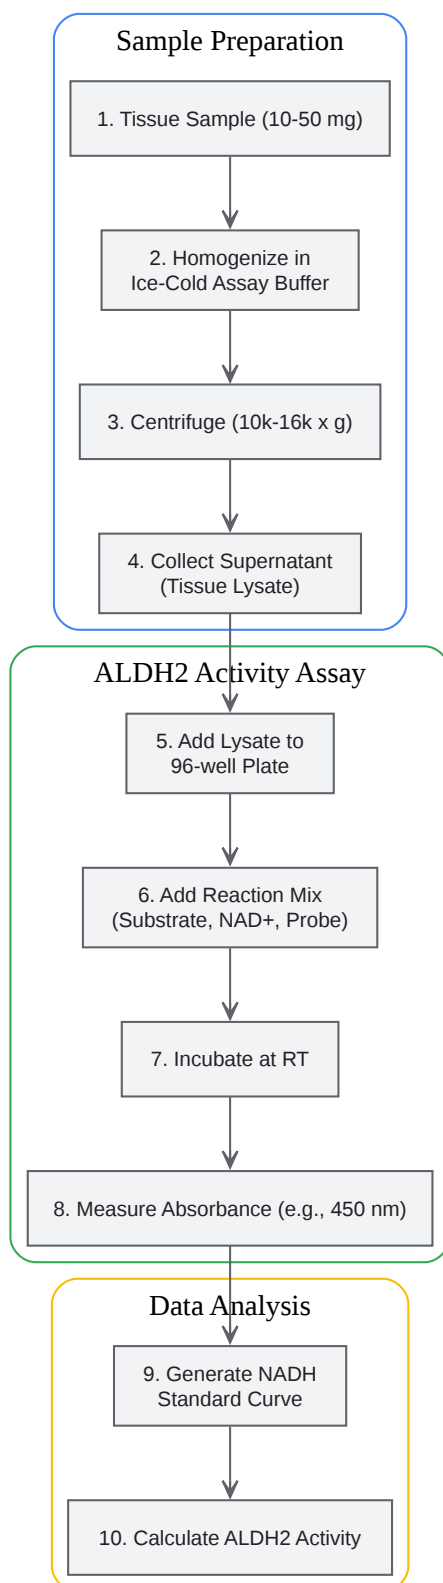 Sample Preparation
1. Tissue Sample (10-50 mg)
2. Homogenize in
Ice-Cold Assay Buffer
3. Centrifuge (10k-16k x g)
4. Collect Supernatant
(Tissue Lysate)
ALDH2 Activity Assay
5. Add Lysate to
96-well Plate
6. Add Reaction Mix
(Substrate, NAD+, Probe)
7. Incubate at RT
8. Measure Absorbance (e.g., 450 nm)
Data Analysis
9. Generate NADH
Standard Curve
10. Calculate ALDH2 Activity